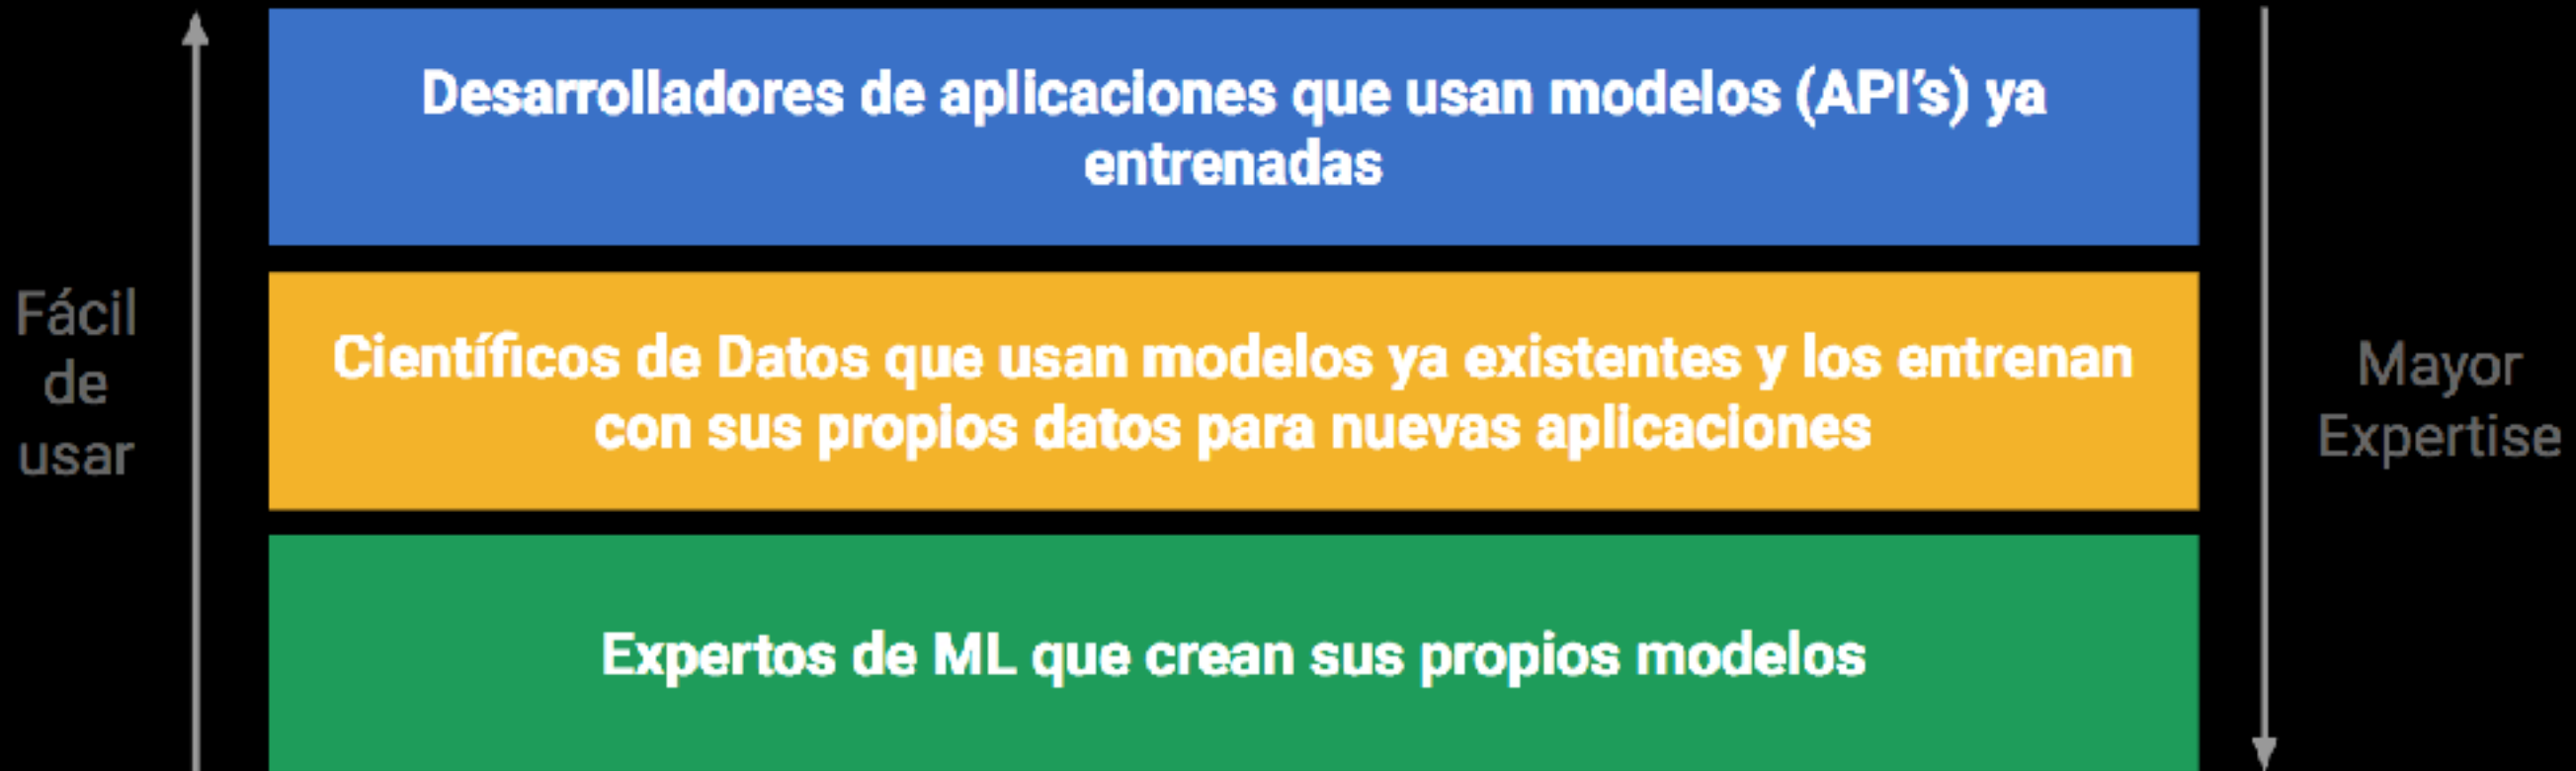 Desarrolladores de aplicaciones que usan modelos (API's) ya
entrenadas
Fácil
de
usar
Científicos de Datos que usan modelos ya existentes y los entrenan
con sus propios datos para nuevas aplicaciones
Mayor
Expertise
Expertos de ML que crean sus propios modelos